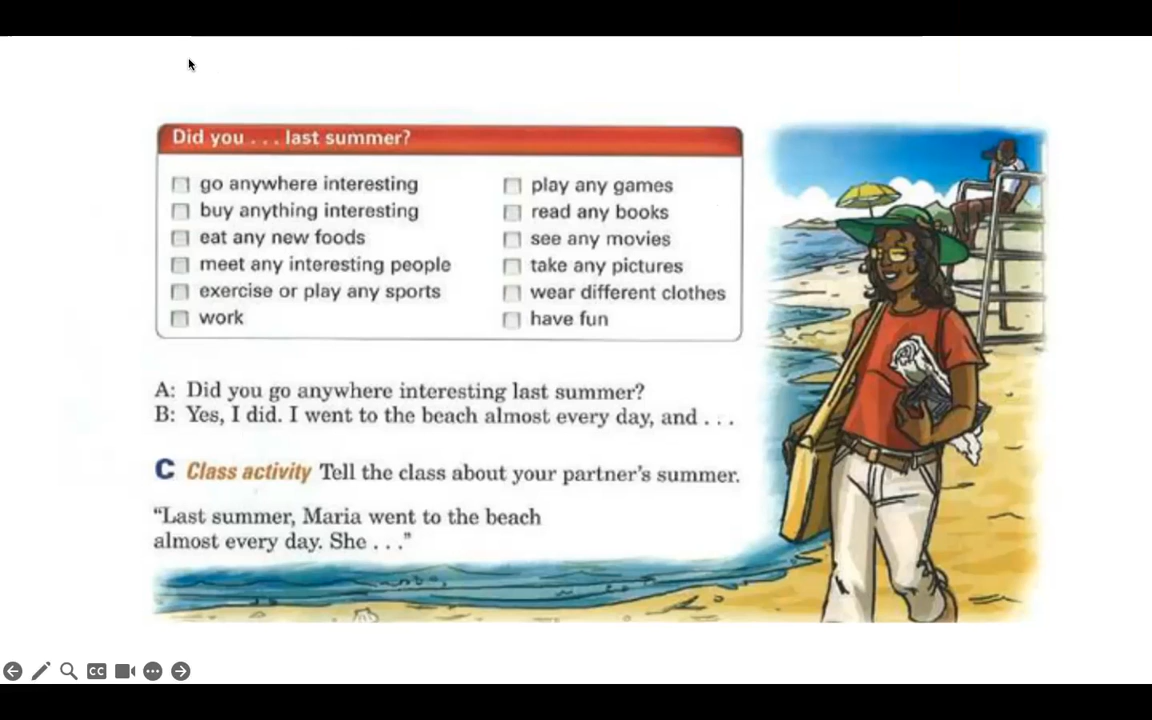 Did you . . . last summer?
go anywhere interesting
buy anything interesting
eat any new foods
meet any interesting people
exercise or play any sports
work
play any games
read any books
see any movies
take any pictures
wear different clothes
have fun
A: Did you go anywhere interesting last summer?
B: Yes, I did. I went to the beach almost every day, and . . .
C Class activity Tell the class about your partner's summer.
“Last summer, Maria went to the beach
almost every day. She . . .”
CC